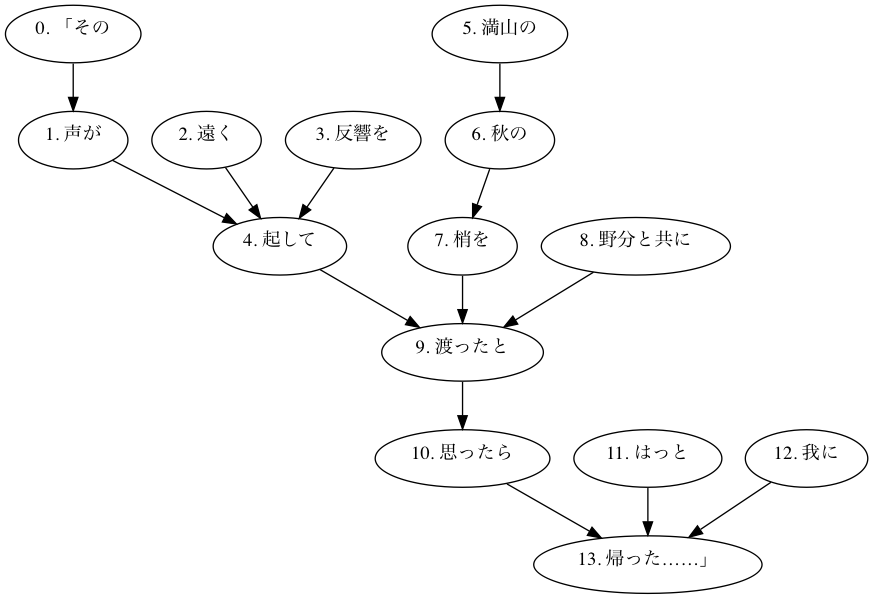 0. 「その
5. 満山の
1. 声が
2. 遠く
3. 反響を
6. 秋の
4. 起して
7. 梢を
8. 野分と共に
9. 渡ったと
10. 思ったら
11. はっと
12. 我に
13. 帰った……」